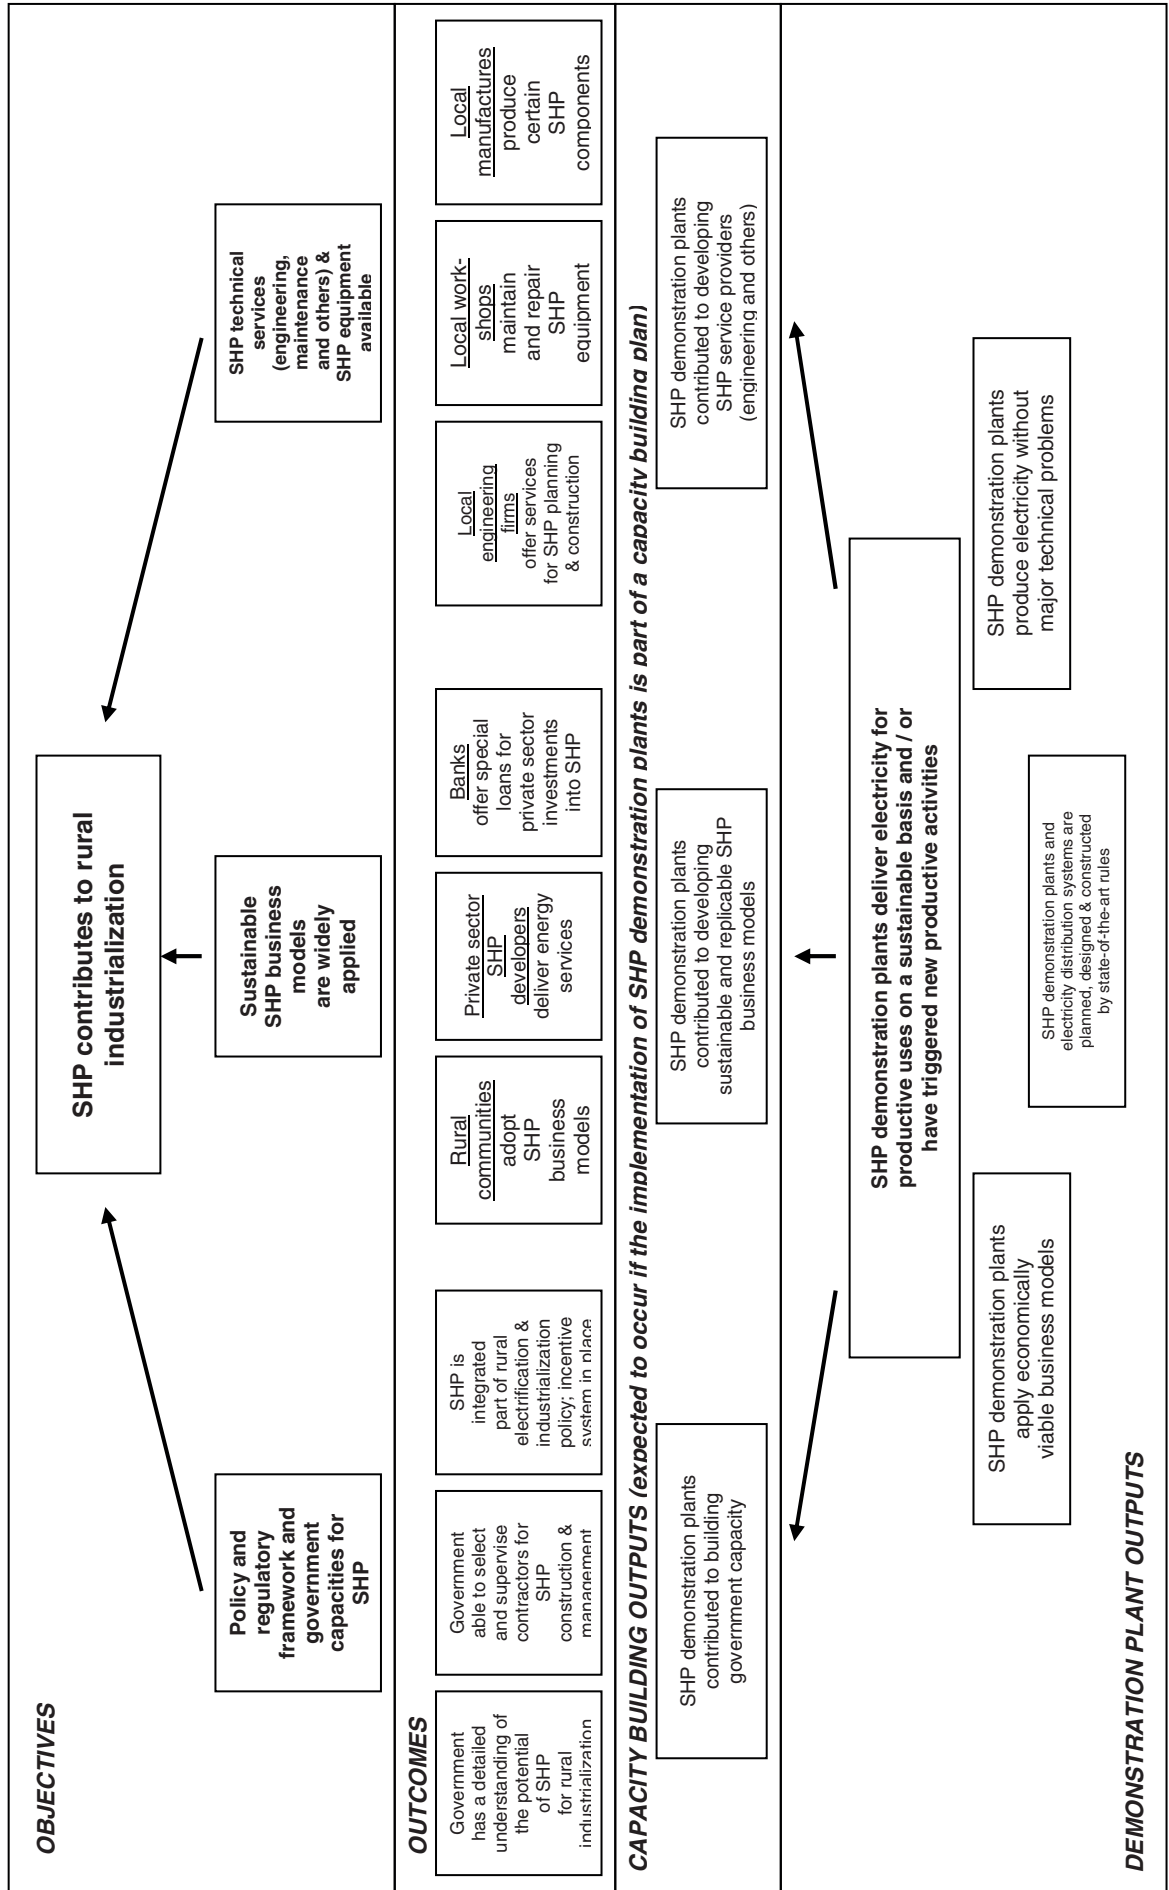 OBJECTIVES
SHP contributes to rural
industrialization
Policy and
regulatory
framework and
government
capacities for
SHP
Sustainable
SHP business
models
are widely
applied
SHP technical
services
(engineering,
maintenance
and others) &
SHP equipment
available
OUTCOMES
Government
has a detailed
understanding of
the potential
of SHP
for rural
industrialization
Government
able to select
and supervise
contractors for
SHP
construction &
management
SHP is
integrated
part of rural
electrification &
industrialization
policy; incentive
system in place
Rural
communities
adopt
SHP
business
models
Private sector
SHP
developers
deliver energy
services
Banks
offer special
loans for
private sector
investments
into SHP
Local
engineering
firms
offer services
for SHP planning
& construction
Local work-
shops
maintain
and repair
SHP
equipment
Local
manufactures
produce
certain
SHP
components
CAPACITY BUILDING OUTPUTS (expected to occur if the implementation of SHP demonstration plants is part of a capacity building plan)
SHP demonstration plants
contributed to building
government capacity
SHP demonstration plants
contributed to developing
sustainable and replicable SHP
business models
SHP demonstration plants
contributed to developing
SHP service providers
(engineering and others)
SHP demonstration plants deliver electricity for
productive uses on a sustainable basis and / or
have triggered new productive activities
SHP demonstration plants
apply economically
viable business models
SHP demonstration plants and
electricity distribution systems are
planned, designed & constructed
by state-of-the-art rules
SHP demonstration plants
produce electricity without
major technical problems
DEMONSTRATION PLANT OUTPUTS